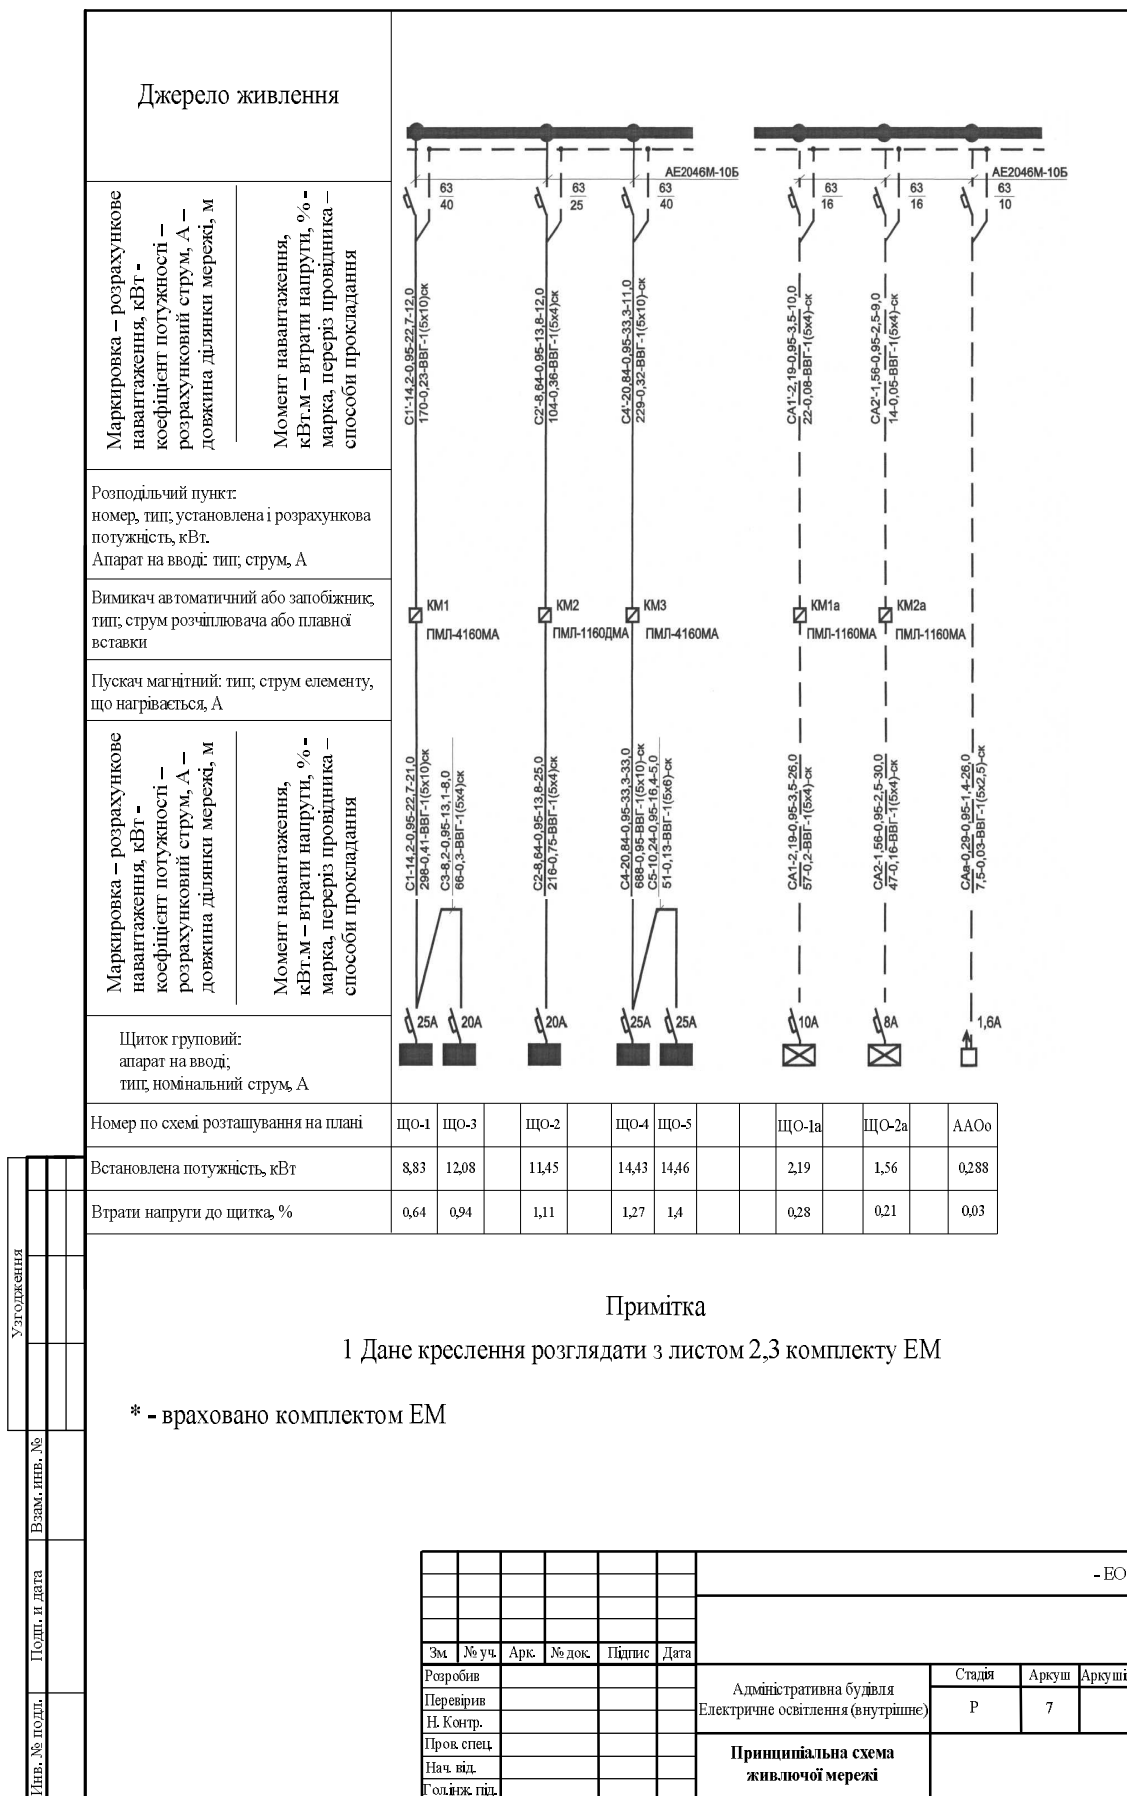 Джерело живлення
АЕ2046М-10Б
АЕ2046М-10Б
63
40
63
25
63
40
63
16
63
16
63
10
Маркировка – розрахункове
навантаження, кВт -
коефіцієнт потужності –
розрахунковий струм, А –
довжина ділянки мережі, м
Момент навантаження,
кВт.м – втрати напруги, % -
марка, переріз провідника –
способи прокладання
С1'-14,2-0,95-22,7-12,0
170-0,23-ВВГ-1(5х10)ск
С2'-8,64-0,95-13,8-12,0
104-0,36-ВВГ-1(5х4)ск
С4'-20,84-0,95-33,3-11,0
229-0,32-ВВГ-1(5х10)-ск
СА1'-2,19-0,95-3,5-10,0
22-0,08-ВВГ-1(5х4)-ск
СА2'-1,56-0,95-2,5-9,0
14-0,05-ВВГ-1(5х4)-ск
Розподільчий пункт:
номер, тип; установлена і розрахункова
потужність, кВт.
Апарат на вводі: тип; струм, А
Вимикач автоматичний або запобіжник;
тип; струм розчіплювача або плавної
вставки
КМ1
ПМЛ-4160МА
КМ2
ПМЛ-1160ДМА
КМ3
ПМЛ-4160МА
КМ1а
ПМЛ-1160МА
КМ2а
ПМЛ-1160МА
Пускач магнітний: тип; струм елементу,
що нагрівається, А
Маркировка – розрахункове
навантаження, кВт -
коефіцієнт потужності –
розрахунковий струм, А –
довжина ділянки мережі, м
Момент навантаження,
кВт.м – втрати напруги, % -
марка, переріз провідника –
способи прокладання
С1-14,2-0,95-22,7-21,0
298-0,41-ВВГ-1(5х10)ск
С3-8,2-0,95-13,1-8,0
66-0,3-ВВГ-1(5х4)ск
С2-8,64-0,95-13,8-25,0
216-0,75-ВВГ-1(5х4)ск
С4-20,84-0,95-33,3-33,0
688-0,95-ВВГ-1(5х10)-ск
С5-10,24-0,95-16,4-5,0
51-0,13-ВВГ-1(5х6)-ск
СА1-2,19-0,95-3,5-26,0
57-0,2-ВВГ-1(5х4)-ск
СА2-1,56-0,95-2,5-30,0
47-0,16-ВВГ-1(5х4)-ск
САв-0,29-0,95-1,4-26,0
7,5-0,03-ВВГ-1(5х2,5)-ск
Щиток груповий:
апарат на вводі;
тип; номінальний струм, А
25А 20А 20А 25А 25А 10А 8А 1,6А
Номер по схемі розташування на плані ЩО-1 ЩО-3 ЩО-2 ЩО-4 ЩО-5 ЩО-1а ЩО-2а ААОо
Встановлена потужність, кВт 8,83 12,08 11,45 14,43 14,46 2,19 1,56 0,288
Втрати напруги до щитка, % 0,64 0,94 1,11 1,27 1,4 0,28 0,21 0,03
Примітка
1 Дане креслення розглядати з листом 2,3 комплекту ЕМ
* - враховано комплектом ЕМ
Узгодження
Взам. инв. №
Подп. и дата
Инв. № подл.
- ЕО
Зм. № уч. Арк. № док. Підпис Дата
Розробив
Перевірив
Н. Контр.
Пров. спец.
Нач. від.
Гол.інж. під.
Адміністративна будівля
Електричне освітлення (внутрішнє)
Стадія Аркуш Аркуші
Р 7
Принципіальна схема
живлючої мережі